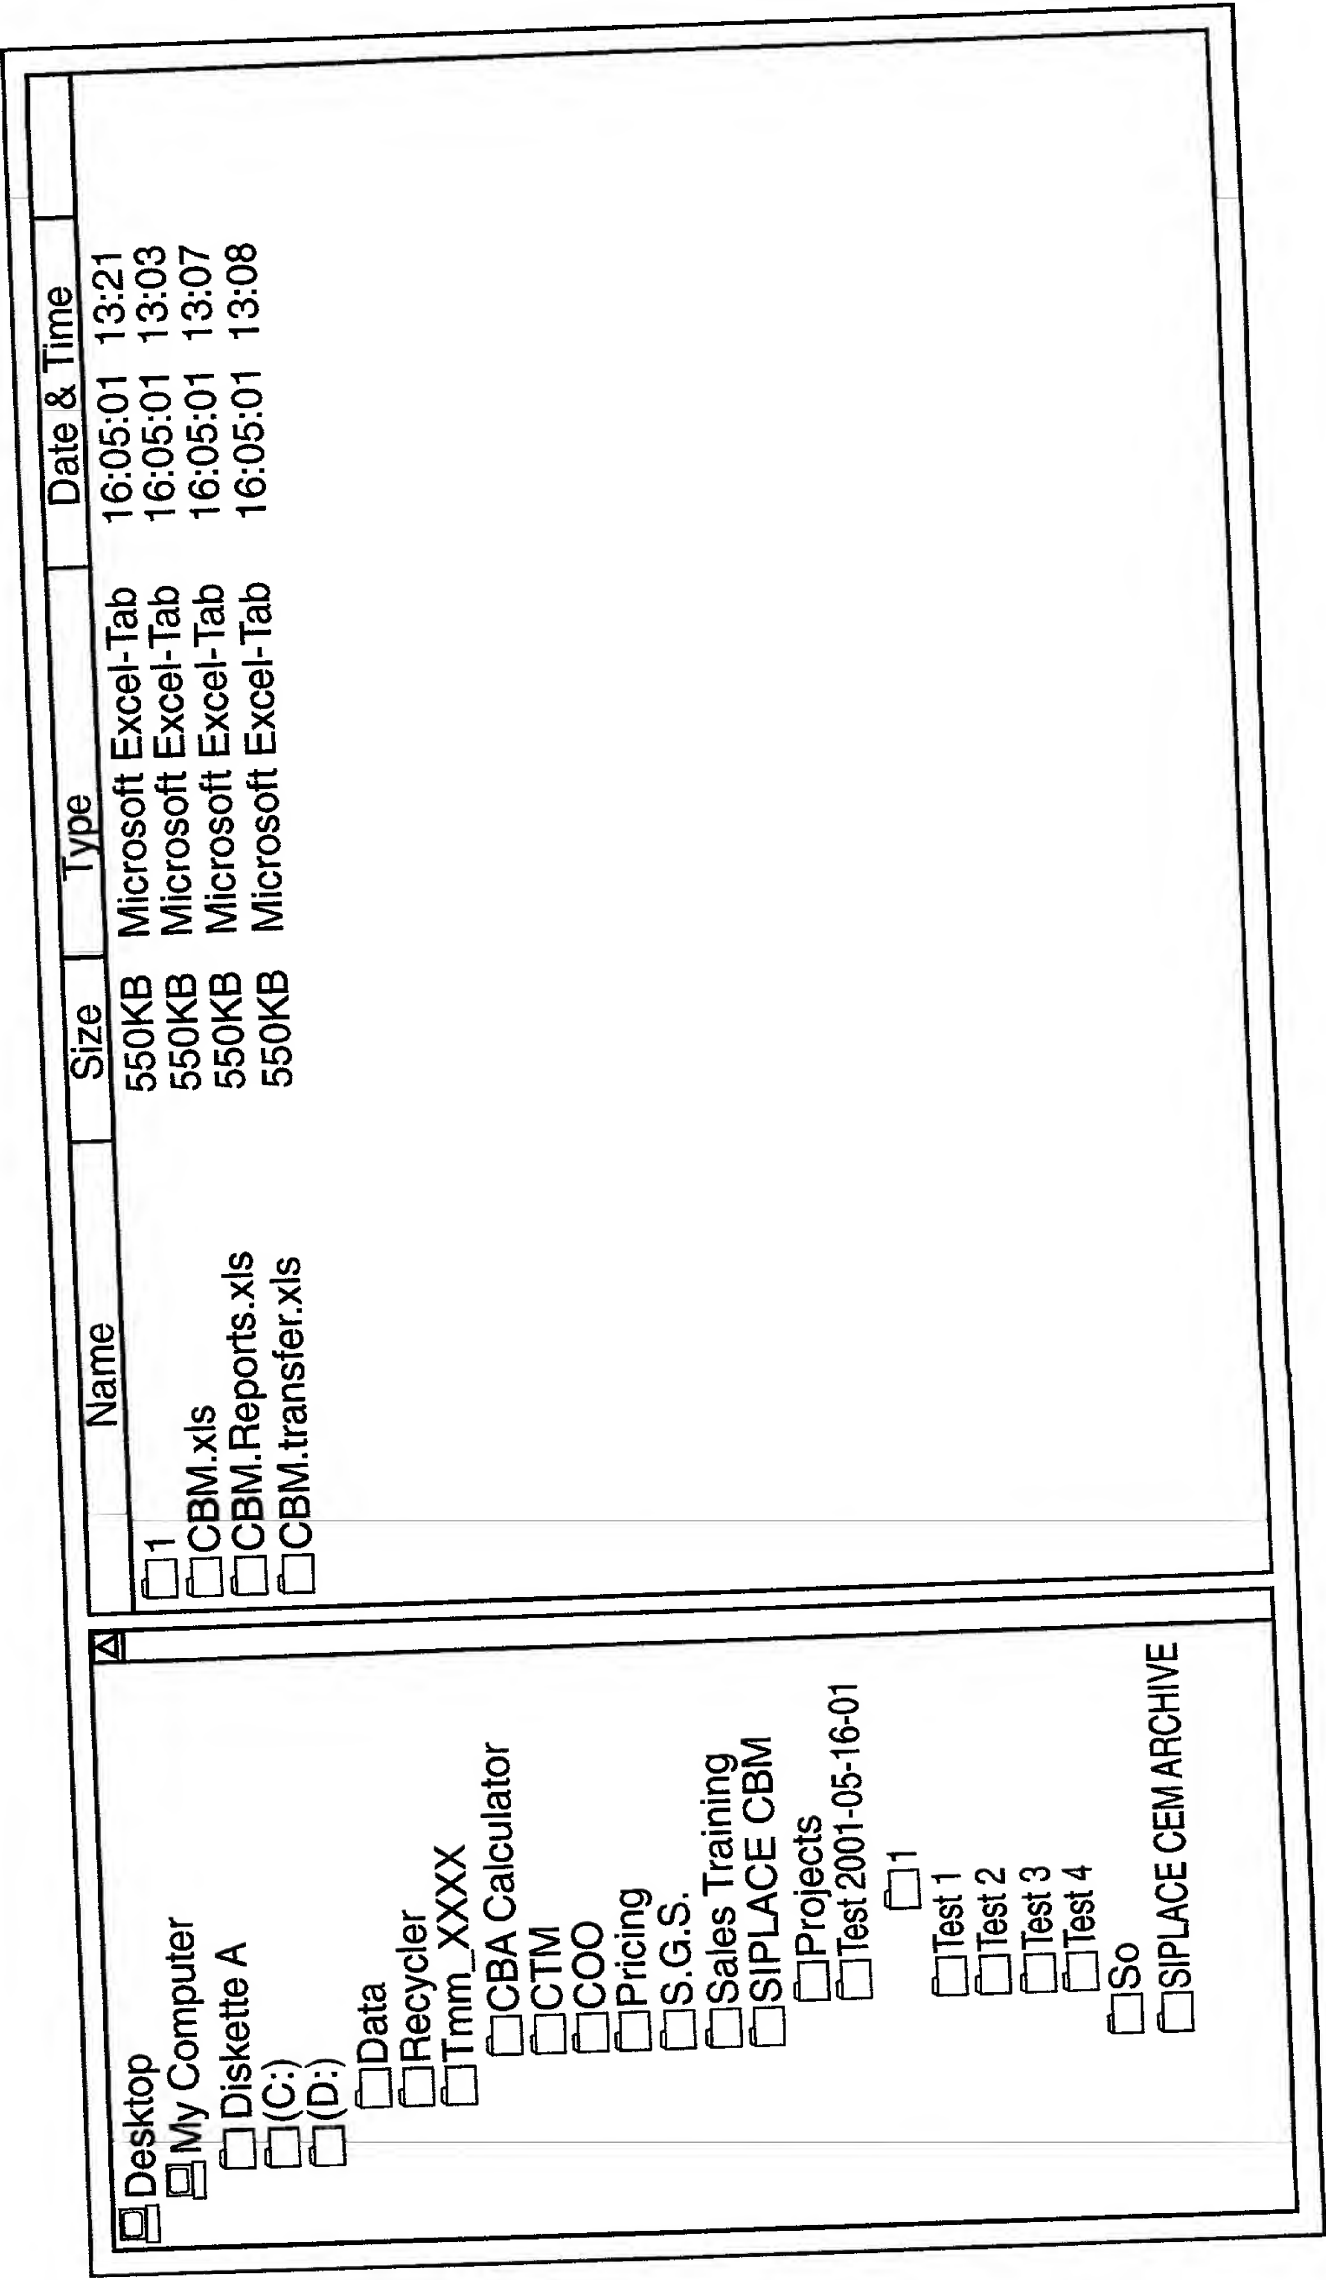 Desktop
My Computer
Diskette A
(C:)
(D:)
Data
Recycler
Tmm_XXXX
CBA Calculator
CTM
COO
Pricing
S.G.S.
Sales Training
SIPLACE CBM
Projects
Test 2001-05-16-01
1
Test 1
Test 2
Test 3
Test 4
So
SIPLACE CEM ARCHIVE
Name Size Type Date & Time
1 550KB Microsoft Excel-Tab 16:05:01 13:21
CBM.xls 550KB Microsoft Excel-Tab 16:05:01 13:03
CBM.Reports.xls 550KB Microsoft Excel-Tab 16:05:01 13:07
CBM.transfer.xls 550KB Microsoft Excel-Tab 16:05:01 13:08